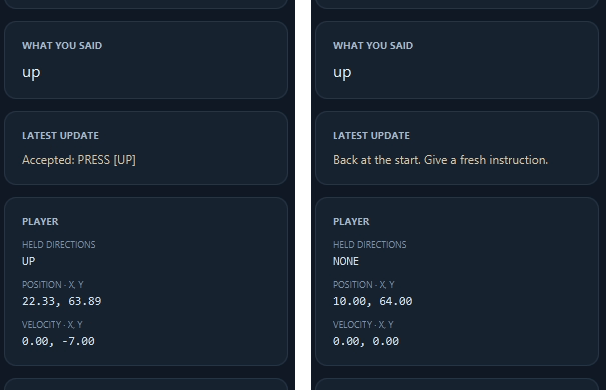 WHAT YOU SAID
up
LATEST UPDATE
Accepted: PRESS [UP]
PLAYER
HELD DIRECTIONS
UP
POSITION - X, Y
22.33, 63.89
VELOCITY - X, Y
0.00, -7.00
WHAT YOU SAID
up
LATEST UPDATE
Back at the start. Give a fresh instruction.
PLAYER
HELD DIRECTIONS
NONE
POSITION - X, Y
10.00, 64.00
VELOCITY - X, Y
0.00, 0.00